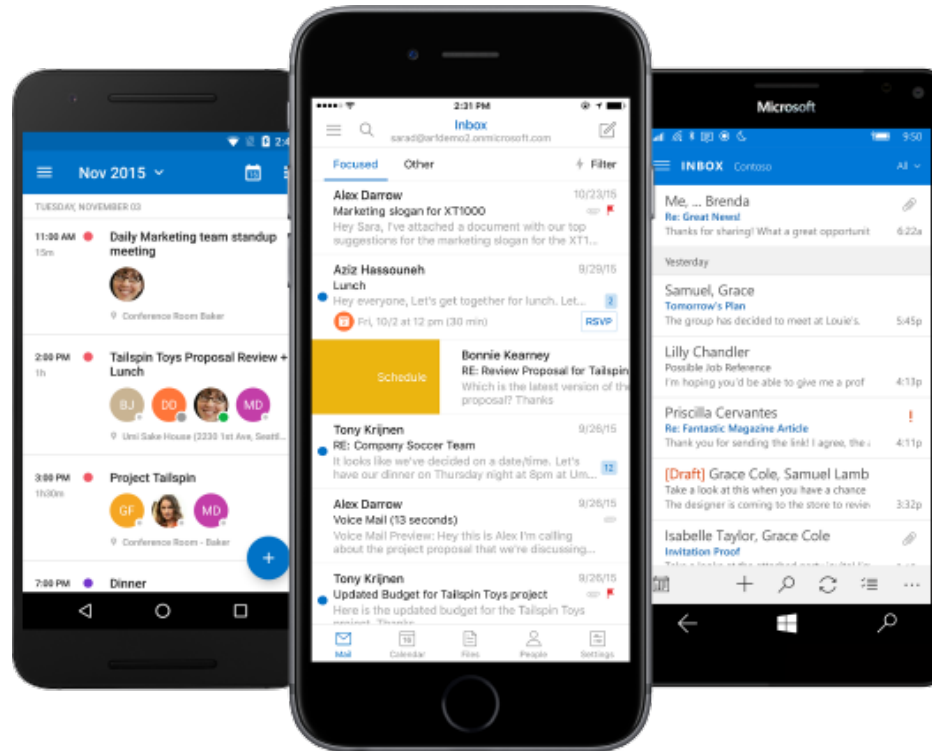 Nov 2015
TUESDAY, NOVEMBER 03
11:00 AM
15m
Daily Marketing team standup
meeting
Conference Room Baker
2:00 PM
1h
Tailspin Toys Proposal Review +
Lunch
BJ
DD
MD
Umi Sake House (2230 1st Ave, Seattl...
3:00 PM
1h30m
Project Tailspin
GF
MD
Conference Room - Baker
+
7:00 PM
Dinner
2:31 PM
Inbox
sarad@arfdemo2.onmicrosoft.com
Focused
Other
Filter
Alex Darrow
10/23/15
Marketing slogan for XT1000
Hey Sara, I've attached a document with our top
suggestions for the marketing slogan for the XT1...
Aziz Hassouneh
9/29/15
Lunch
Hey everyone, Let's get together for lunch. Let...
2
Fri, 10/2 at 12 pm (30 min)
RSVP
Schedule
Bonnie Kearney
RE: Review Proposal for Tailspin
Which is the latest version of the
proposal? Thanks
Tony Krijnen
9/26/15
RE: Company Soccer Team
It looks like we've decided on a date/time. Let's
have our dinner on Thursday night at 8pm at Um...
12
Alex Darrow
9/26/15
Voice Mail (13 seconds)
Voice Mail Preview: Hey this is Alex I'm calling
about the project proposal that we're discussing...
Tony Krijnen
9/26/15
Updated Budget for Tailspin Toys project
Here is the updated budget for the Tailspin Toys
project. Thanks
Mail
Calendar
Files
People
Settings
Microsoft
9:50
INBOX Contoso
All
Me, ... Brenda
Re: Great News!
Thanks for sharing! What a great opportunit
6:22a
Yesterday
Samuel, Grace
Tomorrow's Plan
The group has decided to meet at Louie's.
5:45p
Lilly Chandler
Possible Job Reference
I'm hoping you'd be able to give me a prof
4:13p
Priscilla Cervantes
!
Re: Fantastic Magazine Article
Thank you for sending the link! I agree, the
4:11p
[Draft] Grace Cole, Samuel Lamb
Take a look at this when you have a chance
The designer is coming to the store to review
3:32p
Isabelle Taylor, Grace Cole
Invitation Proof